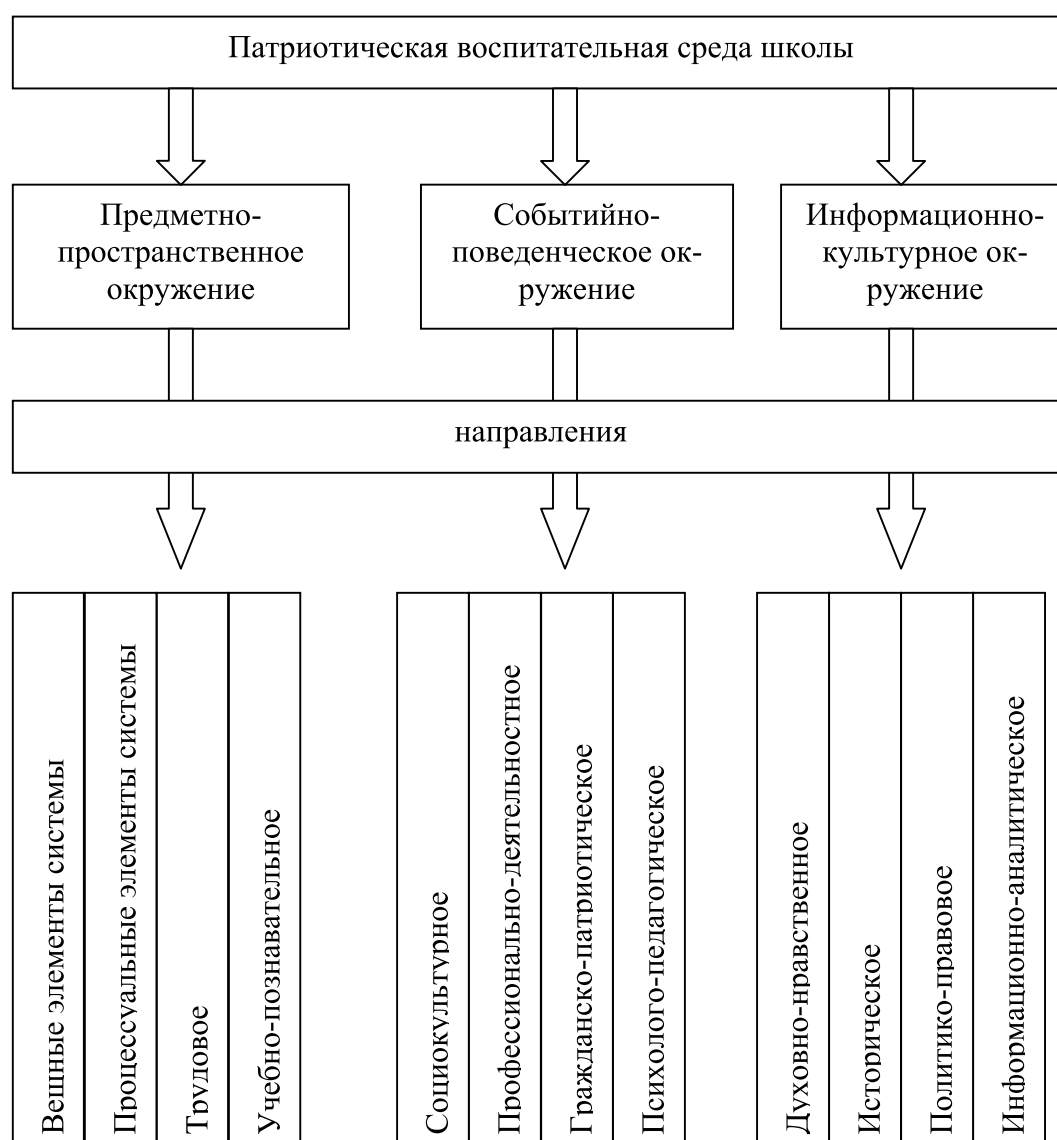 Патриотическая воспитательная среда школы
Предметно-
пространственное
окружение
Событийно-
поведенческое ок-
ружение
Информационно-
культурное ок-
ружение
направления
Вещные элементы системы
Процессуальные элементы системы
Трудовое
Учебно-познавательное
Социокультурное
Профессионально-деятельностное
Гражданско-патриотическое
Психолого-педагогическое
Духовно-нравственное
Историческое
Политико-правовое
Информационно-аналитическое